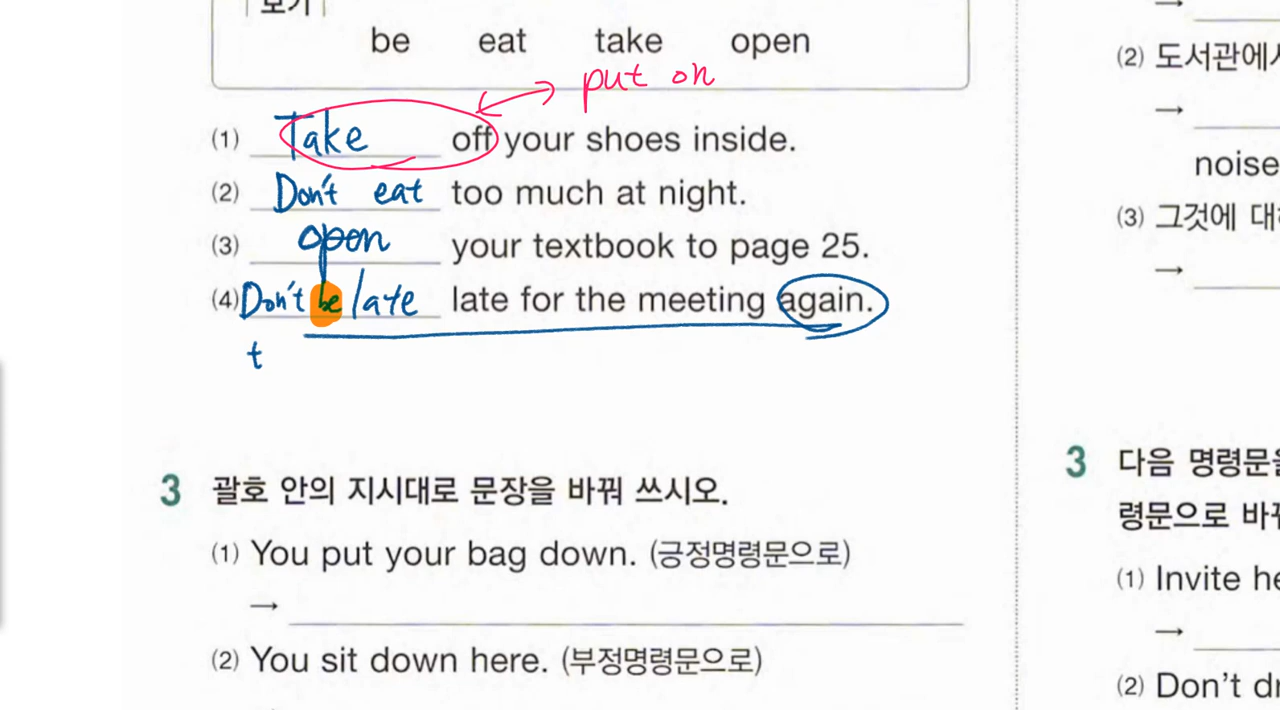 보기
be eat take open
put on
(1) Take off your shoes inside.
(2) Don't eat too much at night.
(3) open your textbook to page 25.
(4) Don't be late late for the meeting again.
t
3 괄호 안의 지시대로 문장을 바꿔 쓰시오.
(1) You put your bag down. (긍정명령문으로)
→
(2) You sit down here. (부정명령문으로)
→
(2) 도서관에
→
noise
(3) 그것에
→
3 다음 명령문을
령문으로
(1) Invite
→
(2) Don't